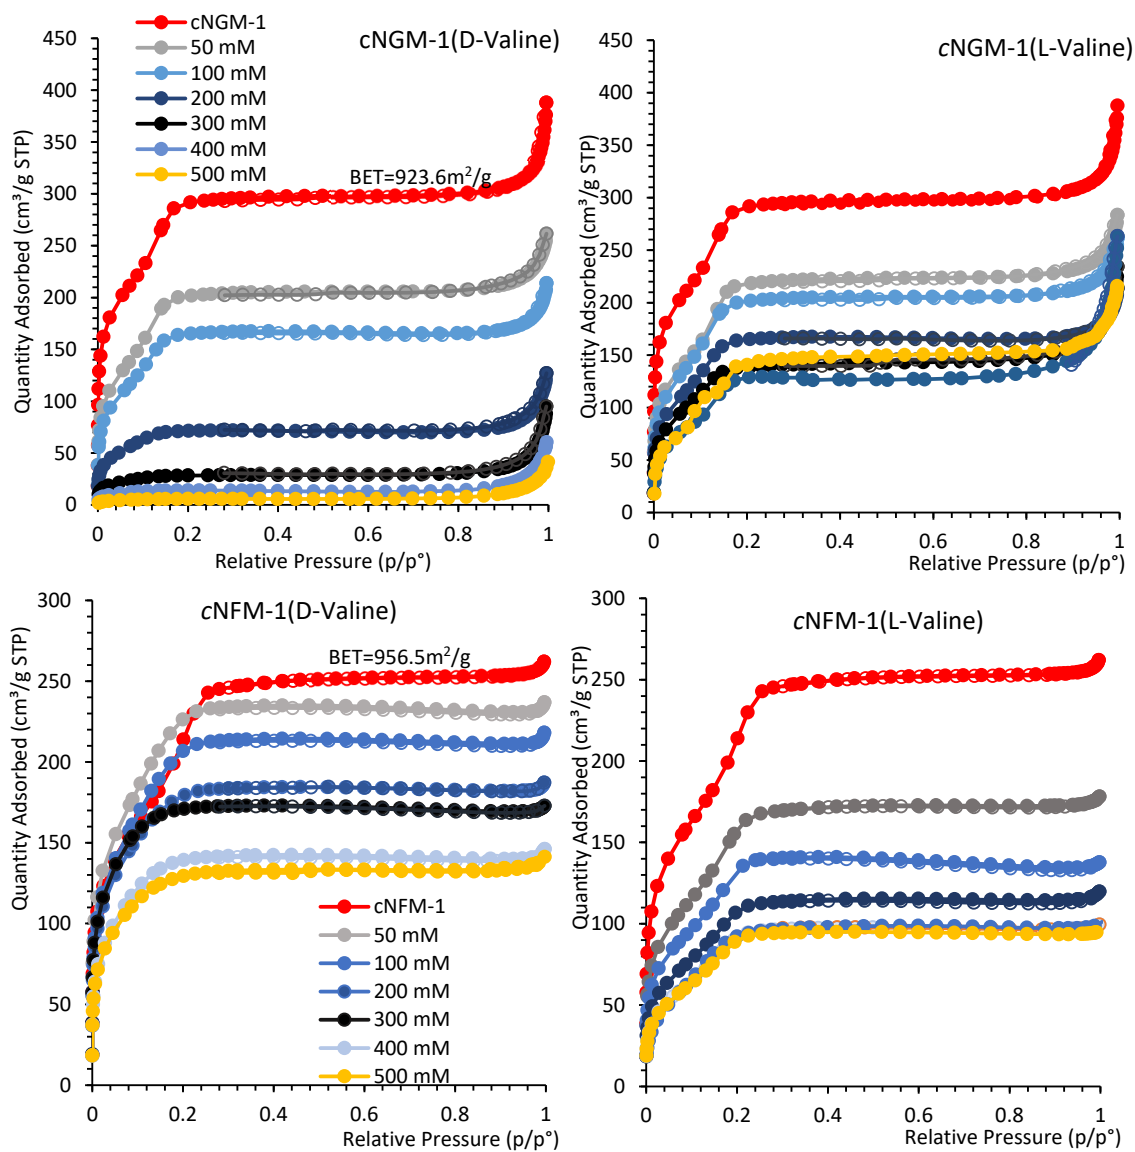 cNGM-1
50 mM
100 mM
200 mM
300 mM
400 mM
500 mM
cNGM-1(D-Valine)
BET=923.6m²/g
Quantity Adsorbed (cm³/g STP)
450
400
350
300
250
200
150
100
50
0
0 0.2 0.4 0.6 0.8 1
Relative Pressure (p/p°)
cNGM-1(L-Valine)
Quantity Adsorbed (cm³/g STP)
450
400
350
300
250
200
150
100
50
0
0 0.2 0.4 0.6 0.8 1
Relative Pressure (p/p°)
cNFM-1(D-Valine)
BET=956.5m²/g
Quantity Adsorbed (cm³/g STP)
300
250
200
150
100
50
0
cNFM-1
50 mM
100 mM
200 mM
300 mM
400 mM
500 mM
0 0.2 0.4 0.6 0.8 1
Relative Pressure (p/p°)
cNFM-1(L-Valine)
Quantity Adsorbed (cm³/g STP)
300
250
200
150
100
50
0
0 0.2 0.4 0.6 0.8 1
Relative Pressure (p/p°)